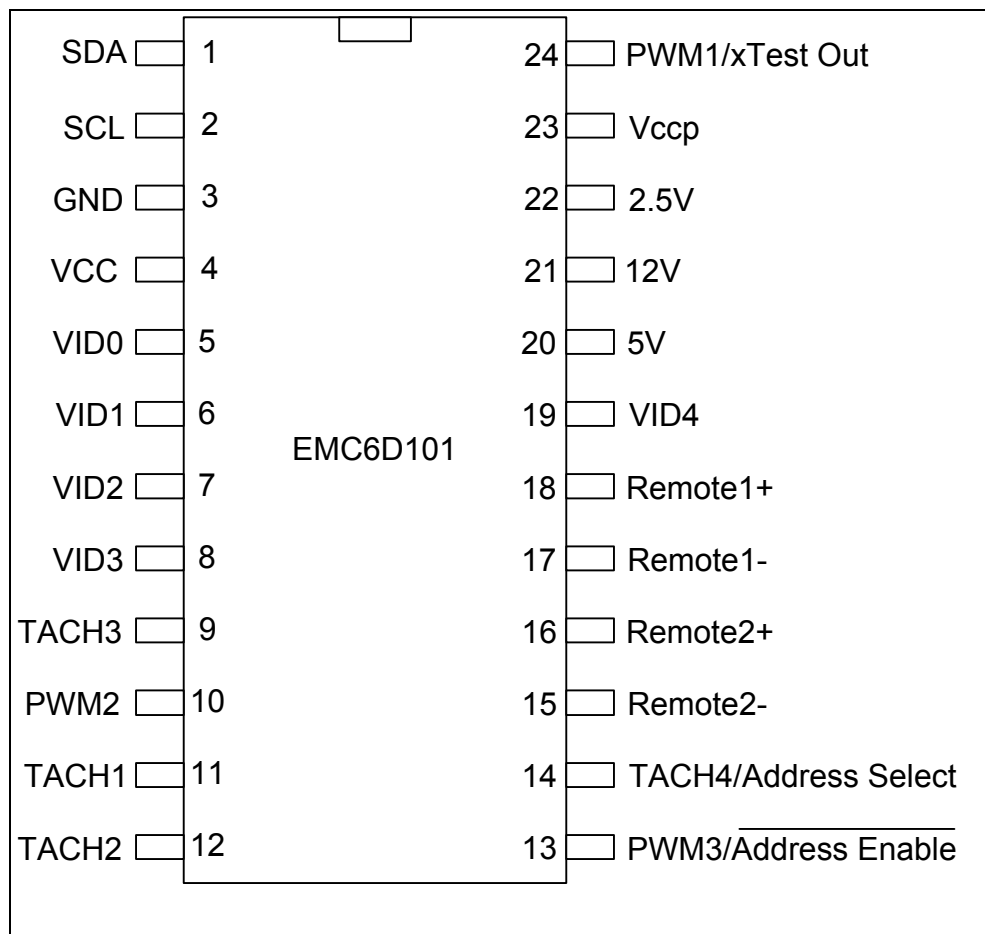 SDA 1 24 PWM1/xTest Out
SCL 2 23 Vccp
GND 3 22 2.5V
VCC 4 21 12V
VID0 5 20 5V
VID1 6 19 VID4
EMC6D101
VID2 7 18 Remote1+
VID3 8 17 Remote1-
TACH3 9 16 Remote2+
PWM2 10 15 Remote2-
TACH1 11 14 TACH4/Address Select
TACH2 12 13 PWM3/Address Enable